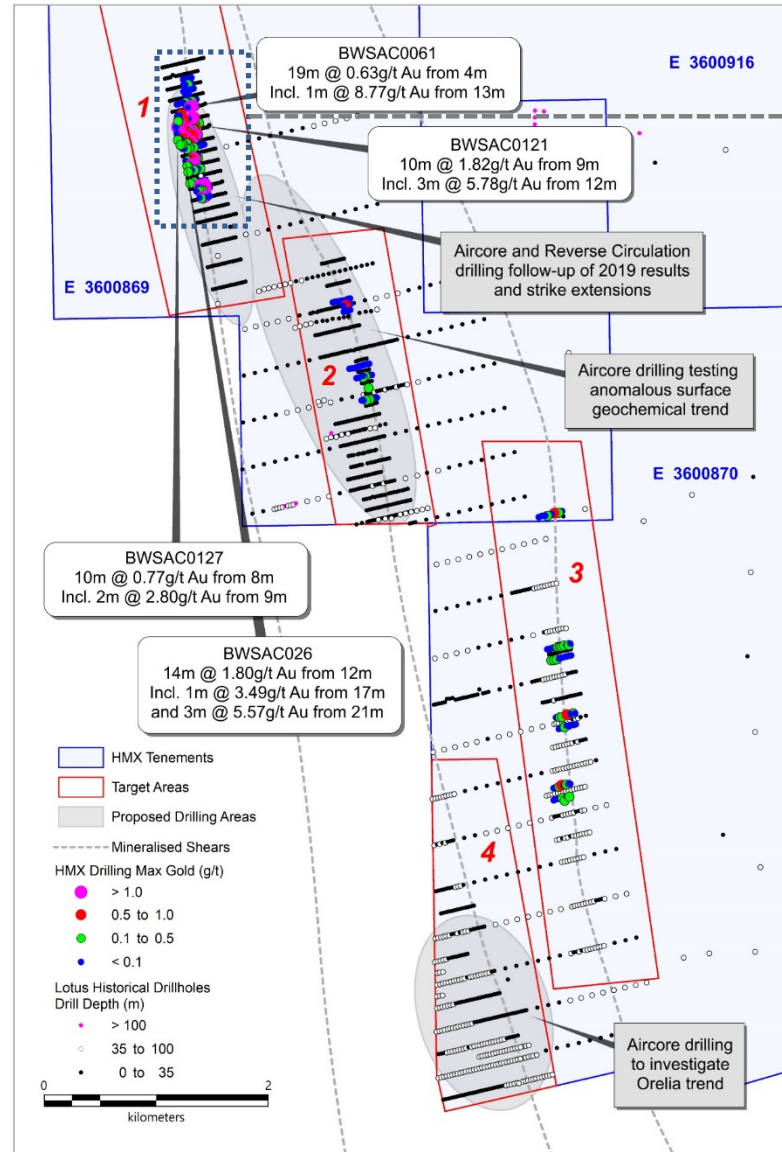 BWSAC0061
19m @ 0.63g/t Au from 4m
Incl. 1m @ 8.77g/t Au from 13m
E 3600916
1
BWSAC0121
10m @ 1.82g/t Au from 9m
Incl. 3m @ 5.78g/t Au from 12m
Aircore and Reverse Circulation
drilling follow-up of 2019 results
and strike extensions
E 3600869
2
Aircore drilling testing
anomalous surface
geochemical trend
E 3600870
BWSAC0127
10m @ 0.77g/t Au from 8m
Incl. 2m @ 2.80g/t Au from 9m
3
BWSAC026
14m @ 1.80g/t Au from 12m
Incl. 1m @ 3.49g/t Au from 17m
and 3m @ 5.57g/t Au from 21m
HMX Tenements
Target Areas
Proposed Drilling Areas
Mineralised Shears
HMX Drilling Max Gold (g/t)
> 1.0
0.5 to 1.0
0.1 to 0.5
< 0.1
Lotus Historical Drillholes
Drill Depth (m)
> 100
35 to 100
0 to 35
4
0 2
kilometers
Aircore drilling
to investigate
Orelia trend